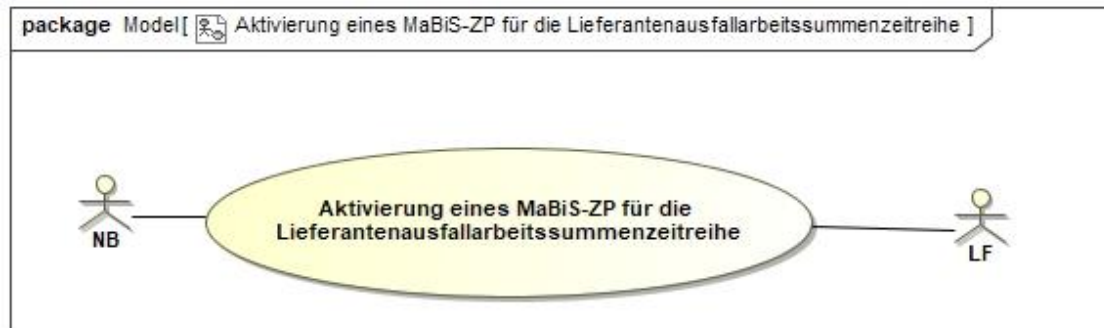 package Model[ Aktivierung eines MaBiS-ZP für die Lieferantenausfallarbeitssummenzeitreihe ]
Aktivierung eines MaBiS-ZP für die
Lieferantenausfallarbeitssummenzeitreihe
NB
LF